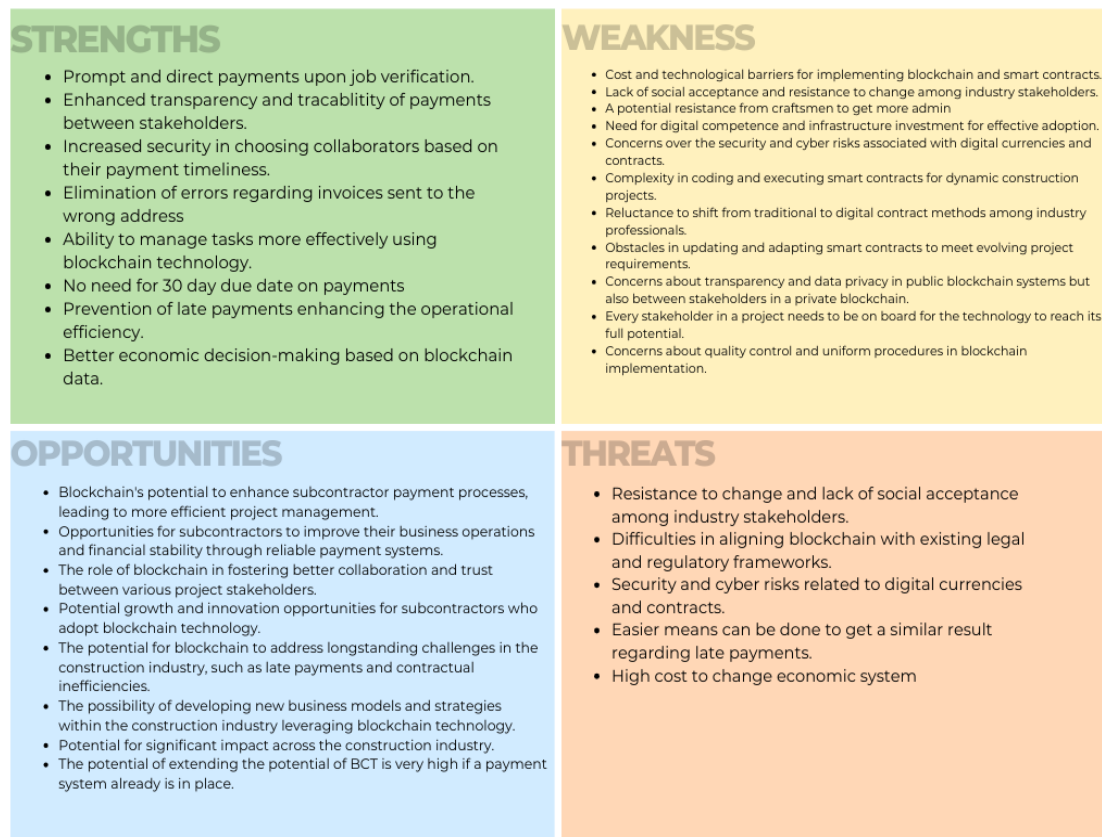 STRENGTHS
• Prompt and direct payments upon job verification.
• Enhanced transparency and tracablitity of payments
between stakeholders.
• Increased security in choosing collaborators based on
their payment timeliness.
• Elimination of errors regarding invoices sent to the
wrong address
• Ability to manage tasks more effectively using
blockchain technology.
• No need for 30 day due date on payments
• Prevention of late payments enhancing the operational
efficiency.
• Better economic decision-making based on blockchain
data.
WEAKNESS
• Cost and technological barriers for implementing blockchain and smart contracts.
• Lack of social acceptance and resistance to change among industry stakeholders.
• A potential resistance from craftsmen to get more admin
• Need for digital competence and infrastructure investment for effective adoption.
• Concerns over the security and cyber risks associated with digital currencies and
contracts.
• Complexity in coding and executing smart contracts for dynamic construction
projects.
• Reluctance to shift from traditional to digital contract methods among industry
professionals.
• Obstacles in updating and adapting smart contracts to meet evolving project
requirements.
• Concerns about transparency and data privacy in public blockchain systems but
also between stakeholders in a private blockchain.
• Every stakeholder in a project needs to be on board for the technology to reach its
full potential.
• Concerns about quality control and uniform procedures in blockchain
implementation.
OPPORTUNITIES
• Blockchain's potential to enhance subcontractor payment processes,
leading to more efficient project management.
• Opportunities for subcontractors to improve their business operations
and financial stability through reliable payment systems.
• The role of blockchain in fostering better collaboration and trust
between various project stakeholders.
• Potential growth and innovation opportunities for subcontractors who
adopt blockchain technology.
• The potential for blockchain to address longstanding challenges in the
construction industry, such as late payments and contractual
inefficiencies.
• The possibility of developing new business models and strategies
within the construction industry leveraging blockchain technology.
• Potential for significant impact across the construction industry.
• The potential of extending the potential of BCT is very high if a payment
system already is in place.
THREATS
• Resistance to change and lack of social acceptance
among industry stakeholders.
• Difficulties in aligning blockchain with existing legal
and regulatory frameworks.
• Security and cyber risks related to digital currencies
and contracts.
• Easier means can be done to get a similar result
regarding late payments.
• High cost to change economic system